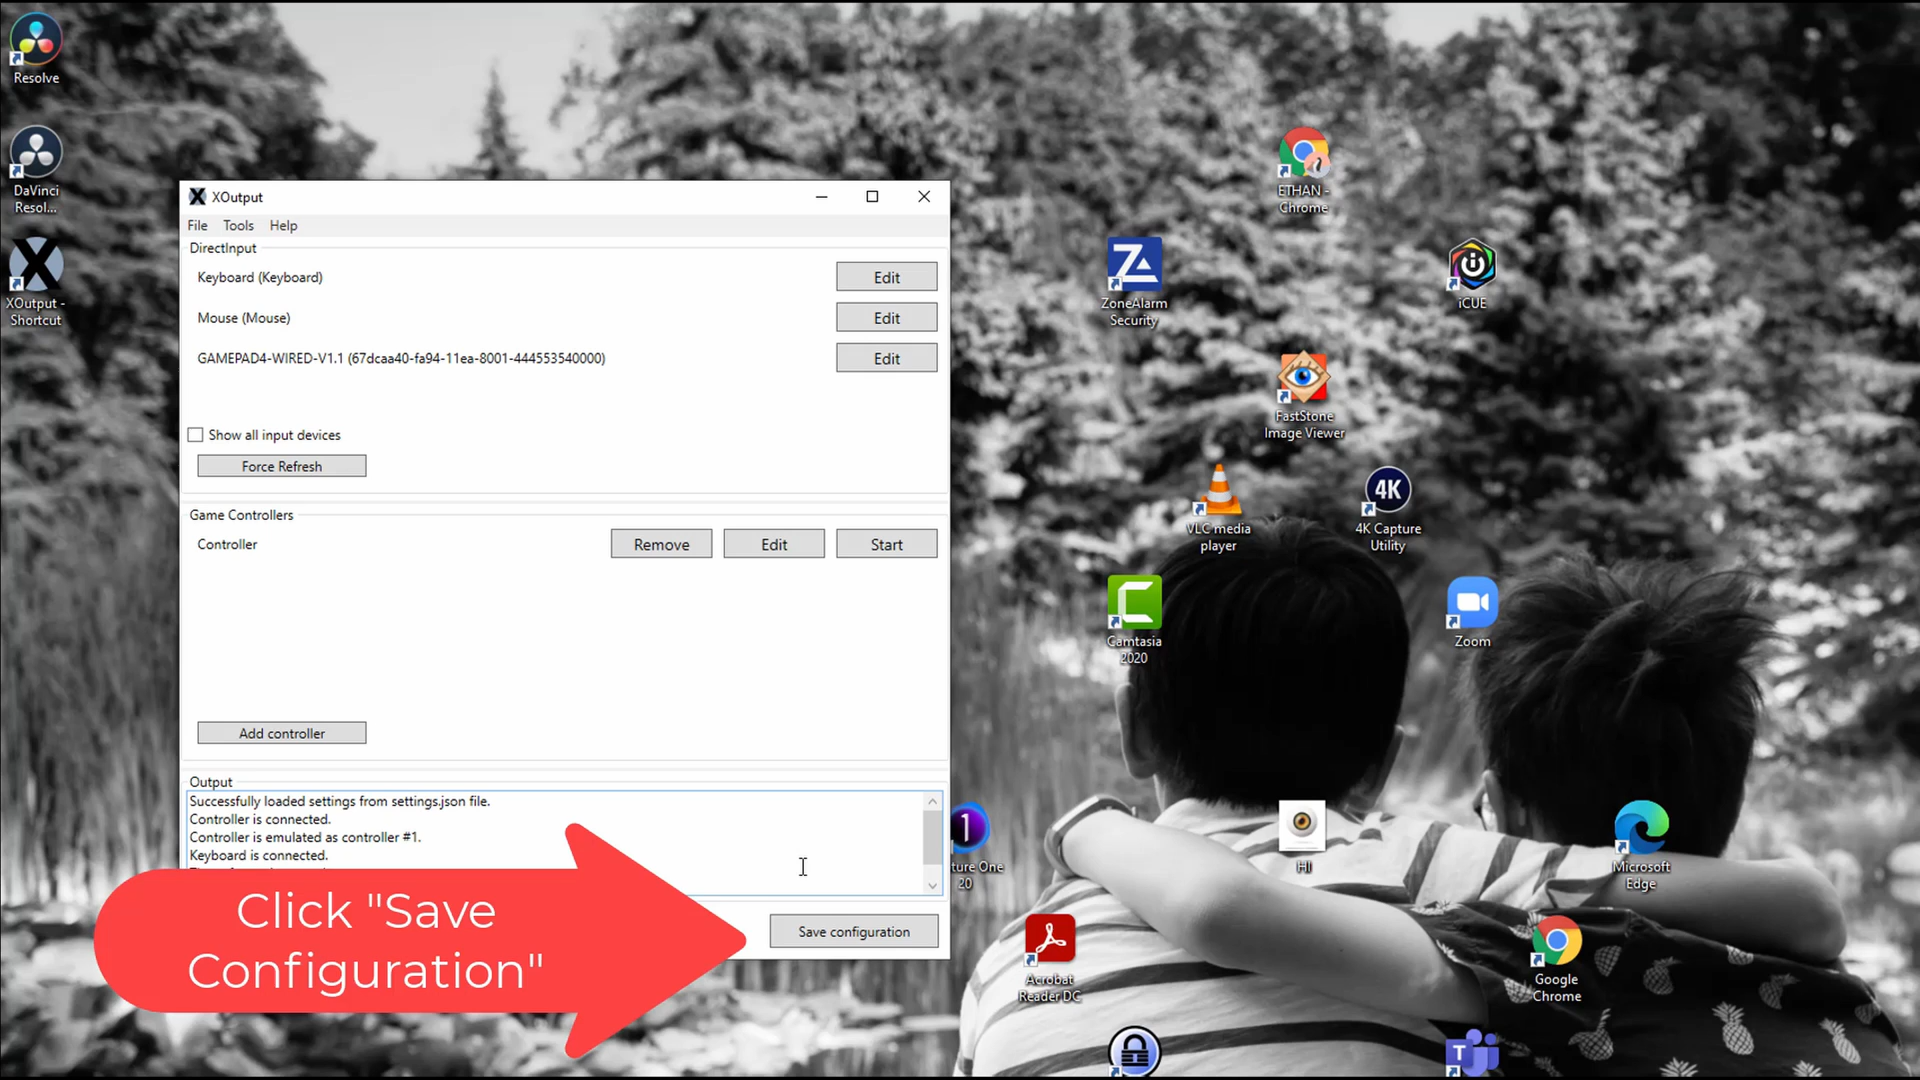 Resolve
DaVinci
Resol...
XOutput -
Shortcut
XOutput
File Tools Help
DirectInput
Keyboard (Keyboard)
Edit
Mouse (Mouse)
Edit
GAMEPAD4-WIRED-V1.1 (67dcaa40-fa94-11ea-8001-444553540000)
Edit
Show all input devices
Force Refresh
Game Controllers
Controller
Remove
Edit
Start
Add controller
Output
Successfully loaded settings from settings.json file.
Controller is connected.
Controller is emulated as controller #1.
Keyboard is connected.
Save configuration
Click "Save
Configuration"
ETHAN -
Chrome
ZoneAlarm
Security
iCUE
FastStone
Image Viewer
VLC media
player
4K
4K Capture
Utility
Camtasia
2020
Zoom
1
ture One
20
HI
Microsoft
Edge
Acrobat
Reader DC
Google
Chrome
T